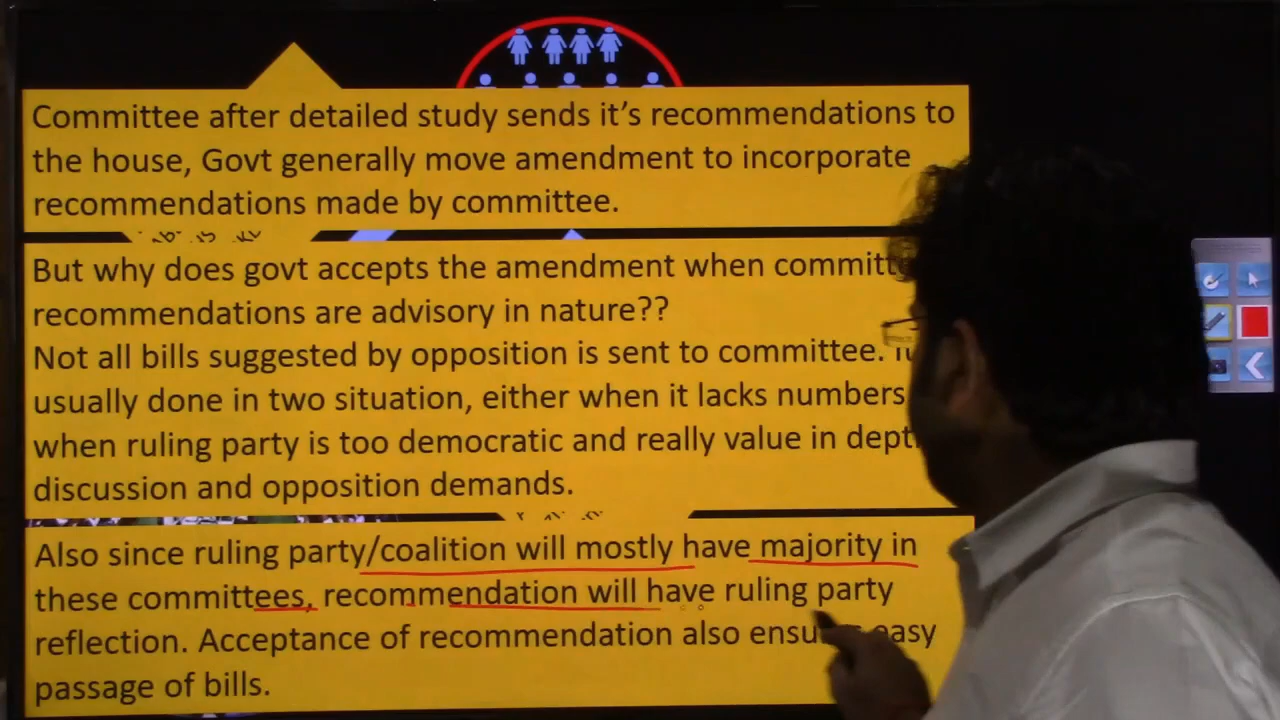 Committee after detailed study sends it's recommendations to
the house, Govt generally move amendment to incorporate
recommendations made by committee.
But why does govt accepts the amendment when
recommendations are advisory in nature??
Not all bills suggested by opposition is sent to committee.
usually done in two situation, either when it lacks numbers
when ruling party is too democratic and really value in
discussion and opposition demands.
Also since ruling party/coalition will mostly have majority in
these committees, recommendation will have ruling party
reflection. Acceptance of recommendation also easy
passage of bills.